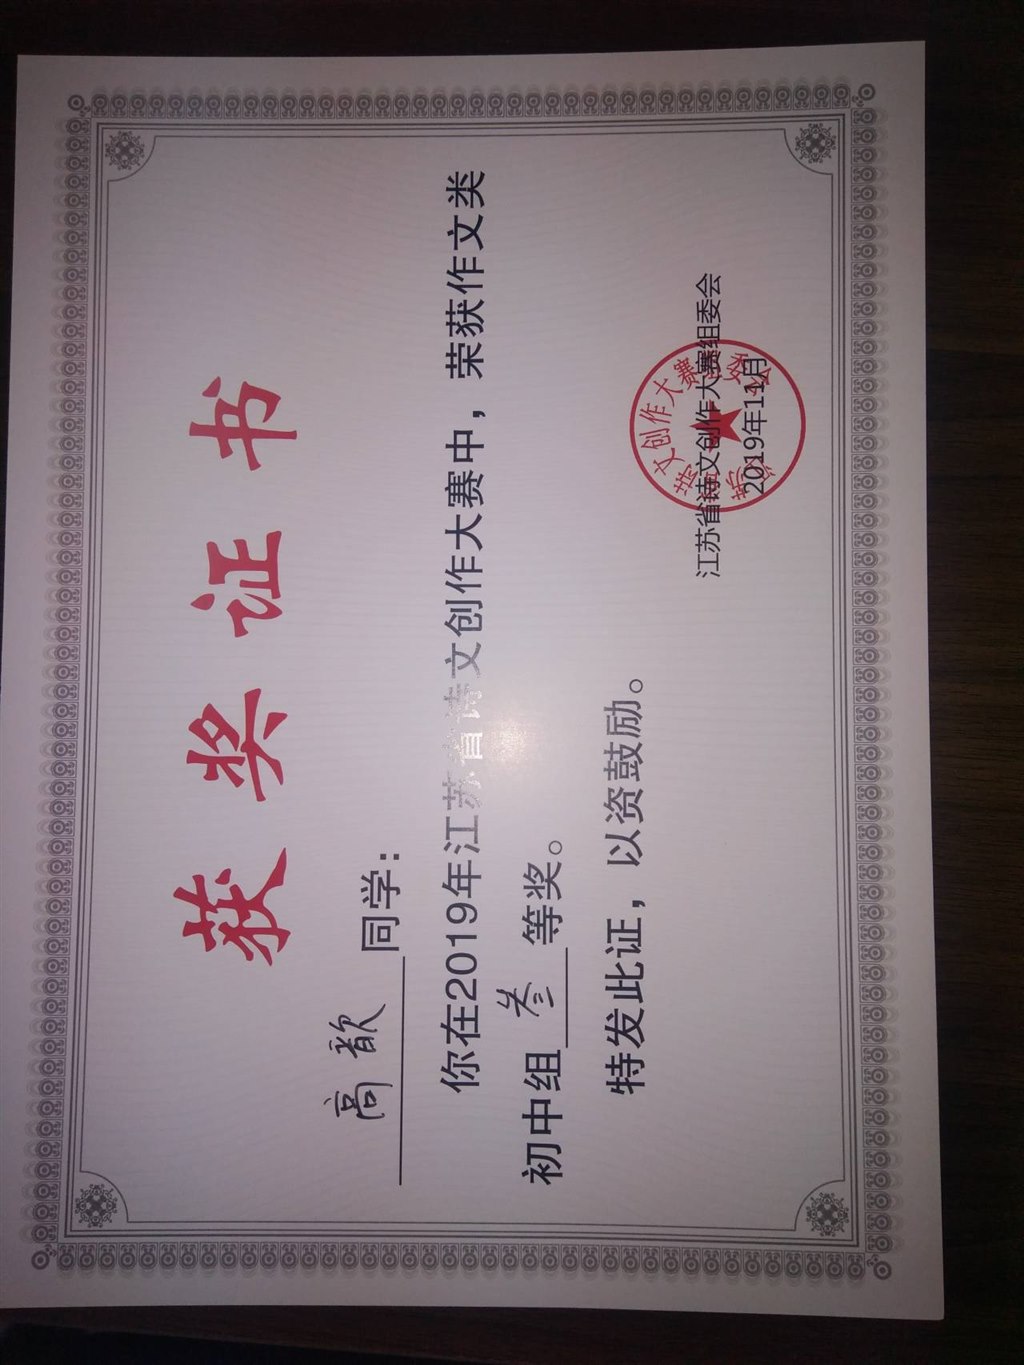 获奖证书
高歆同学：
你在2019年江苏省诗文创作大赛中，荣获作文类
初中组叁等奖。
特发此证，以资鼓励。
江苏省诗文创作大赛组委会
2019年11月